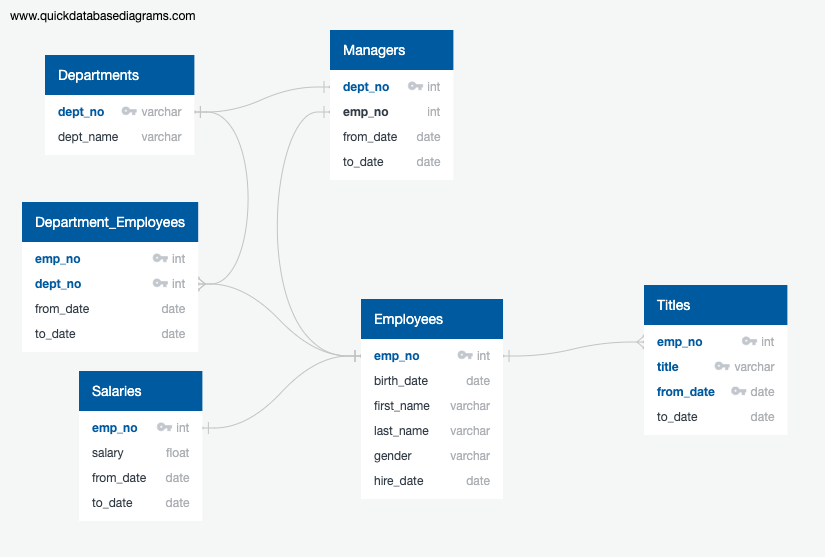 www.quickdatabasediagrams.com
Departments
dept_no varchar
dept_name varchar
Managers
dept_no int
emp_no int
from_date date
to_date date
Department_Employees
emp_no int
dept_no int
from_date date
to_date date
Employees
emp_no int
birth_date date
first_name varchar
last_name varchar
gender varchar
hire_date date
Titles
emp_no int
title varchar
from_date date
to_date date
Salaries
emp_no int
salary float
from_date date
to_date date